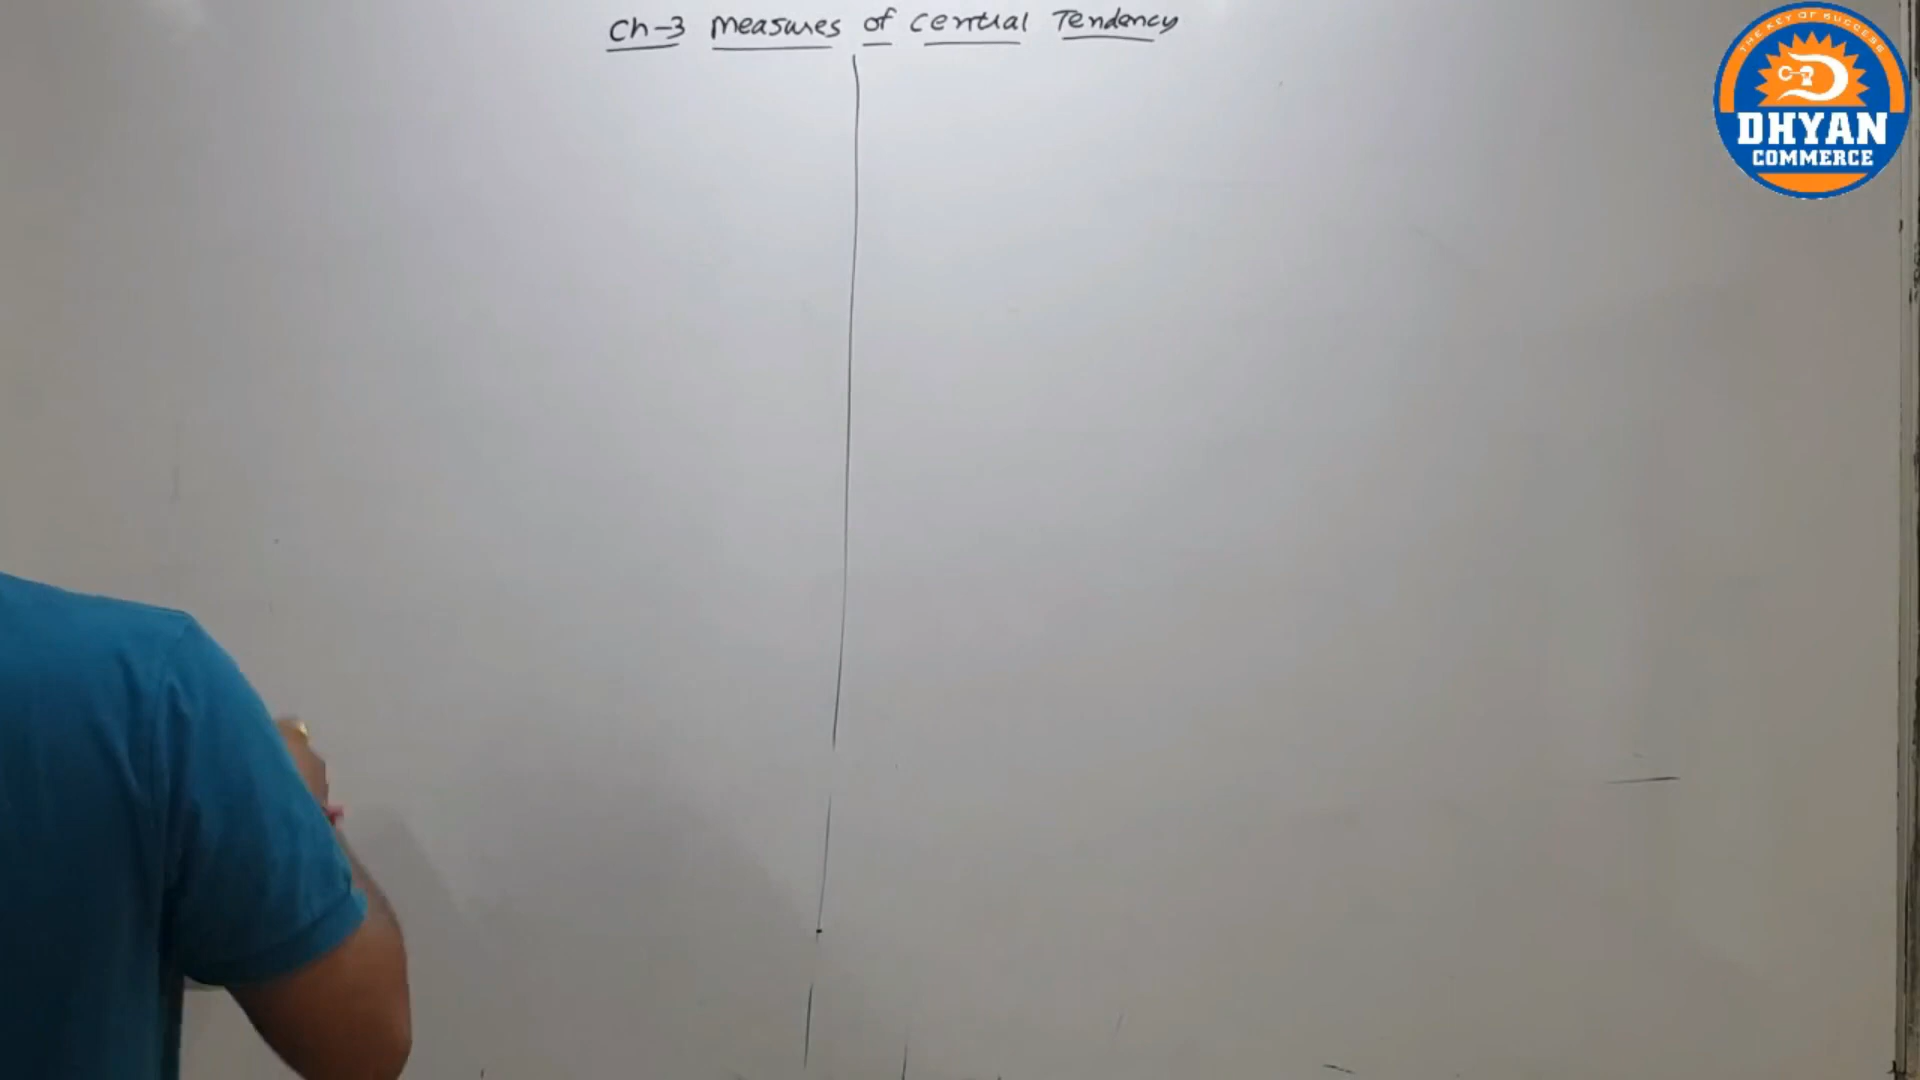 Ch-3 Measures of Central Tendency
THE KEY OF SUCCESS
DHYAN
COMMERCE